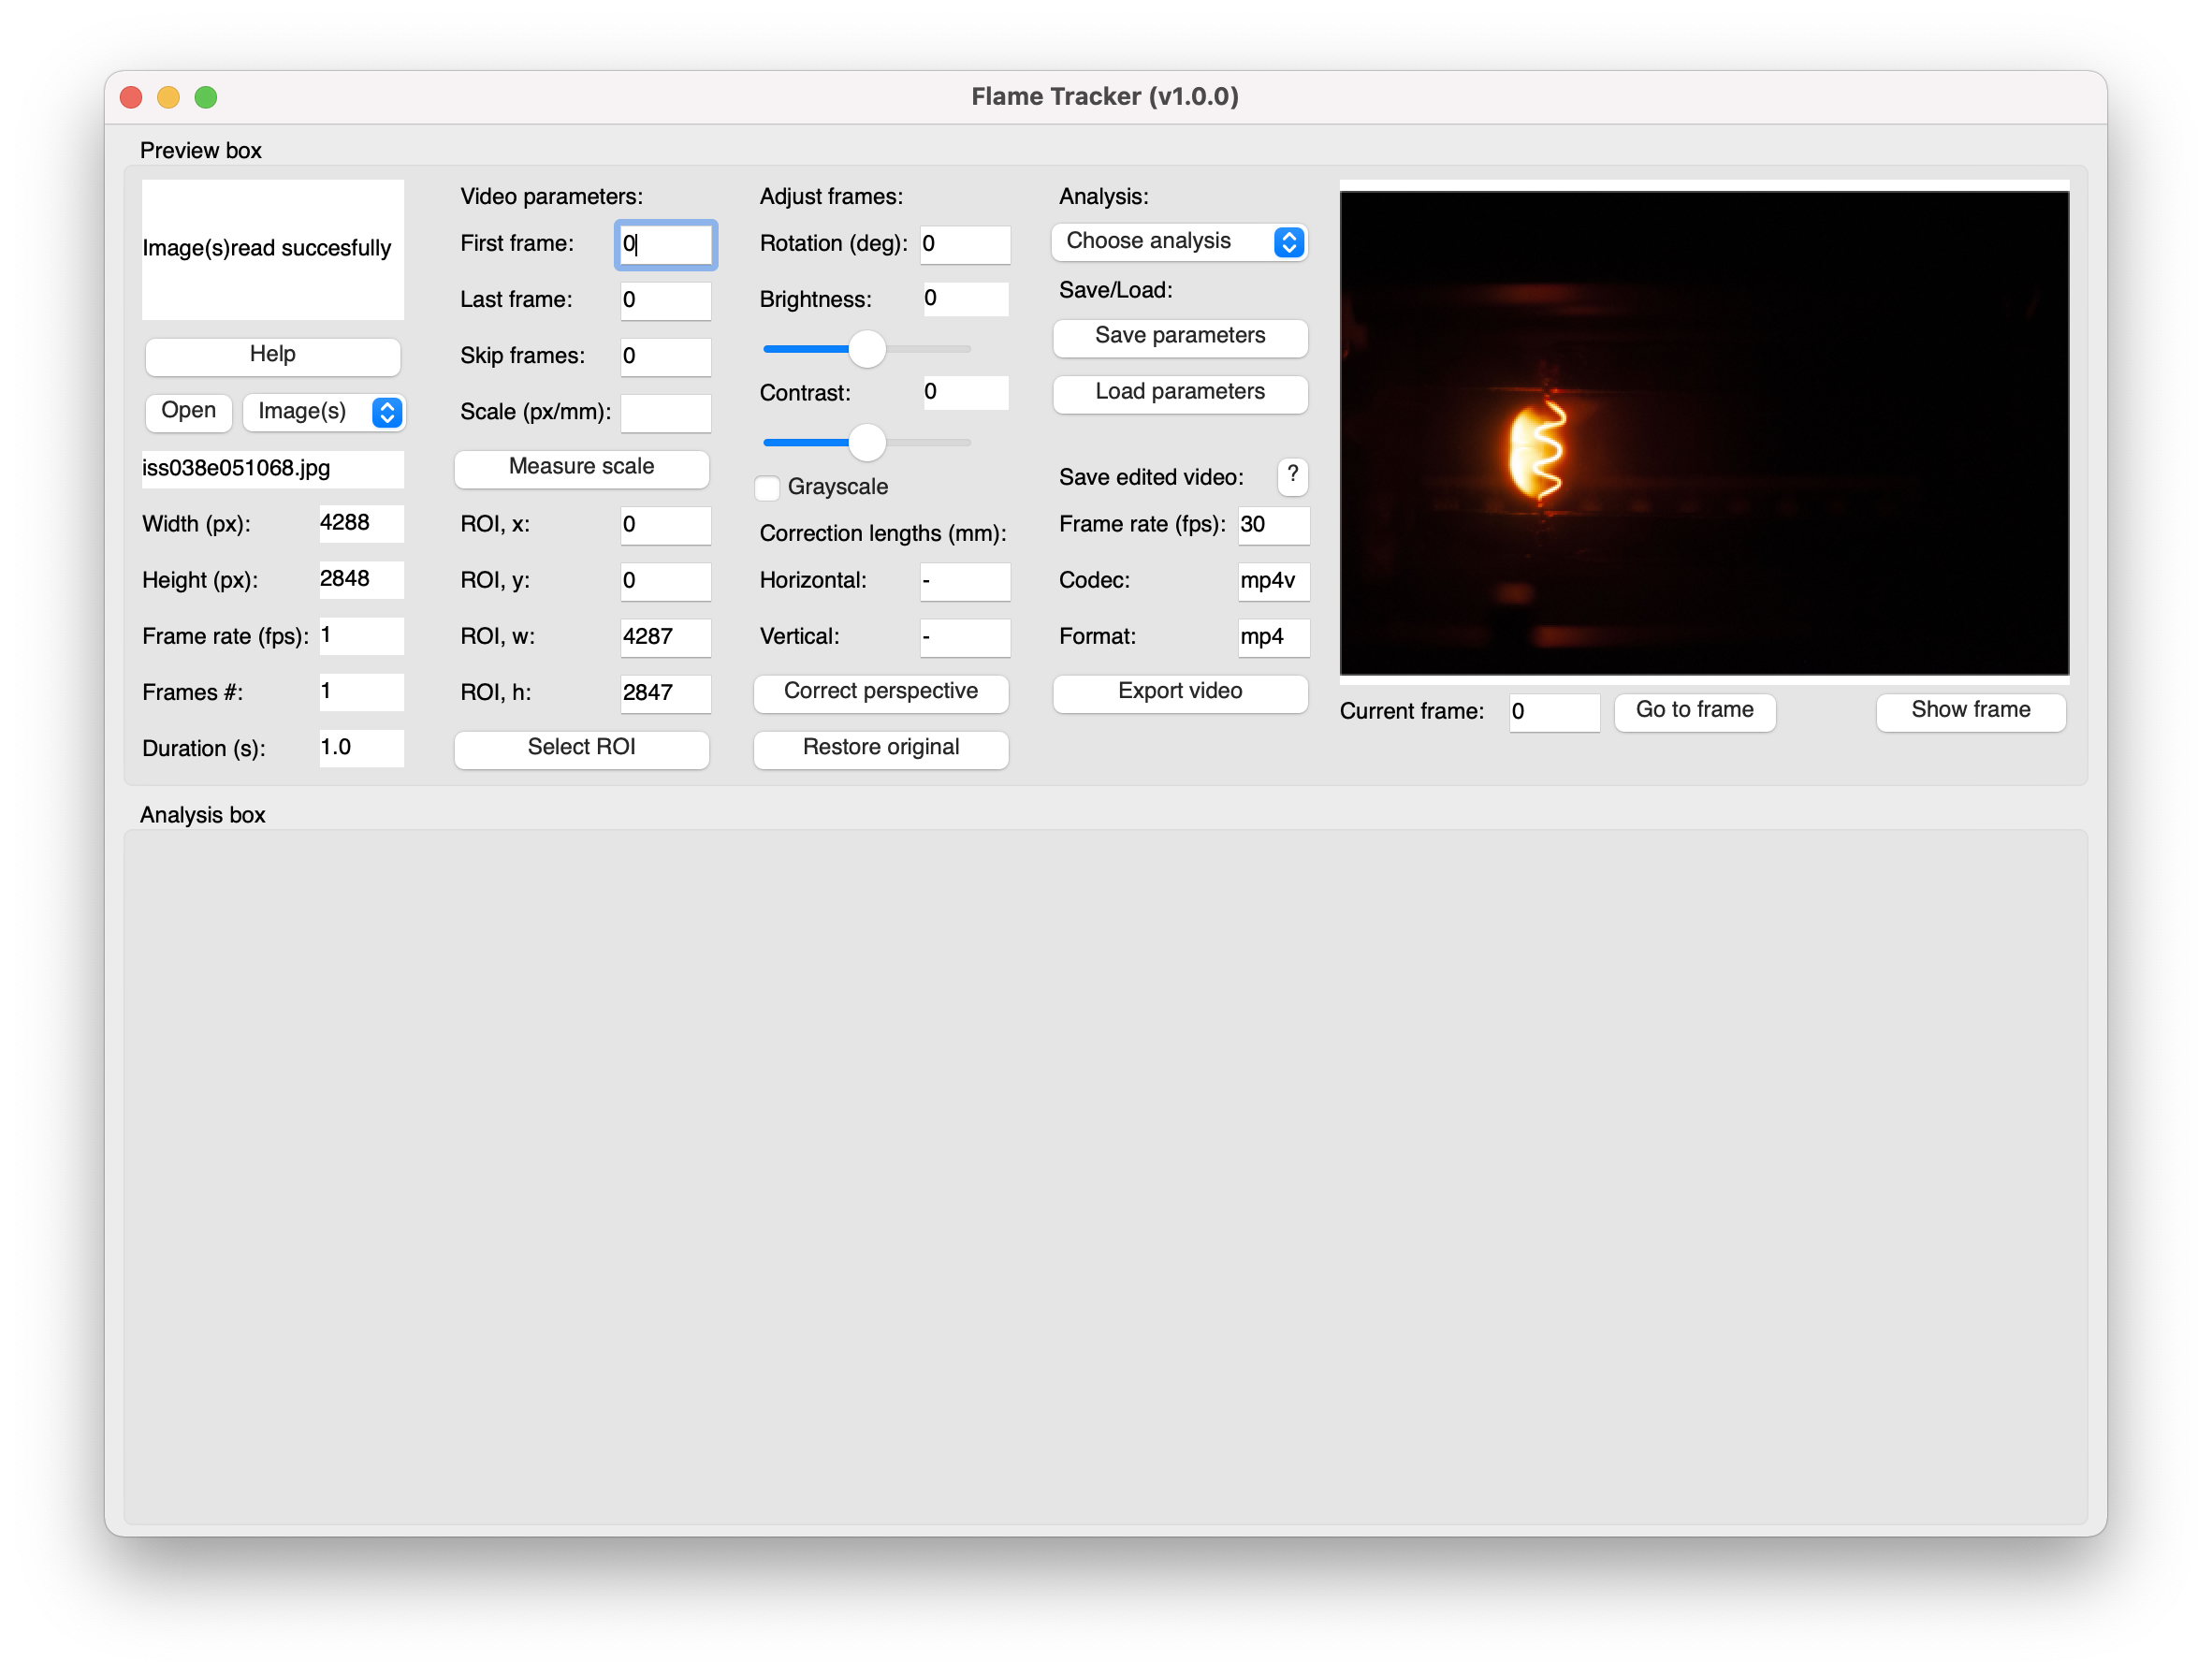 Flame Tracker (v1.0.0)
Preview box
Image(s)read succesfully
Help
Open
Image(s)
iss038e051068.jpg
Width (px):
4288
Height (px):
2848
Frame rate (fps):
1
Frames #:
1
Duration (s):
1.0
Video parameters:
First frame:
0
Last frame:
0
Skip frames:
0
Scale (px/mm):
Measure scale
ROI, x:
0
ROI, y:
0
ROI, w:
4287
ROI, h:
2847
Select ROI
Adjust frames:
Rotation (deg):
0
Brightness:
0
Contrast:
0
Grayscale
Correction lengths (mm):
Horizontal:
-
Vertical:
-
Correct perspective
Restore original
Analysis:
Choose analysis
Save/Load:
Save parameters
Load parameters
Save edited video:
?
Frame rate (fps):
30
Codec:
mp4v
Format:
mp4
Export video
Current frame:
0
Go to frame
Show frame
Analysis box